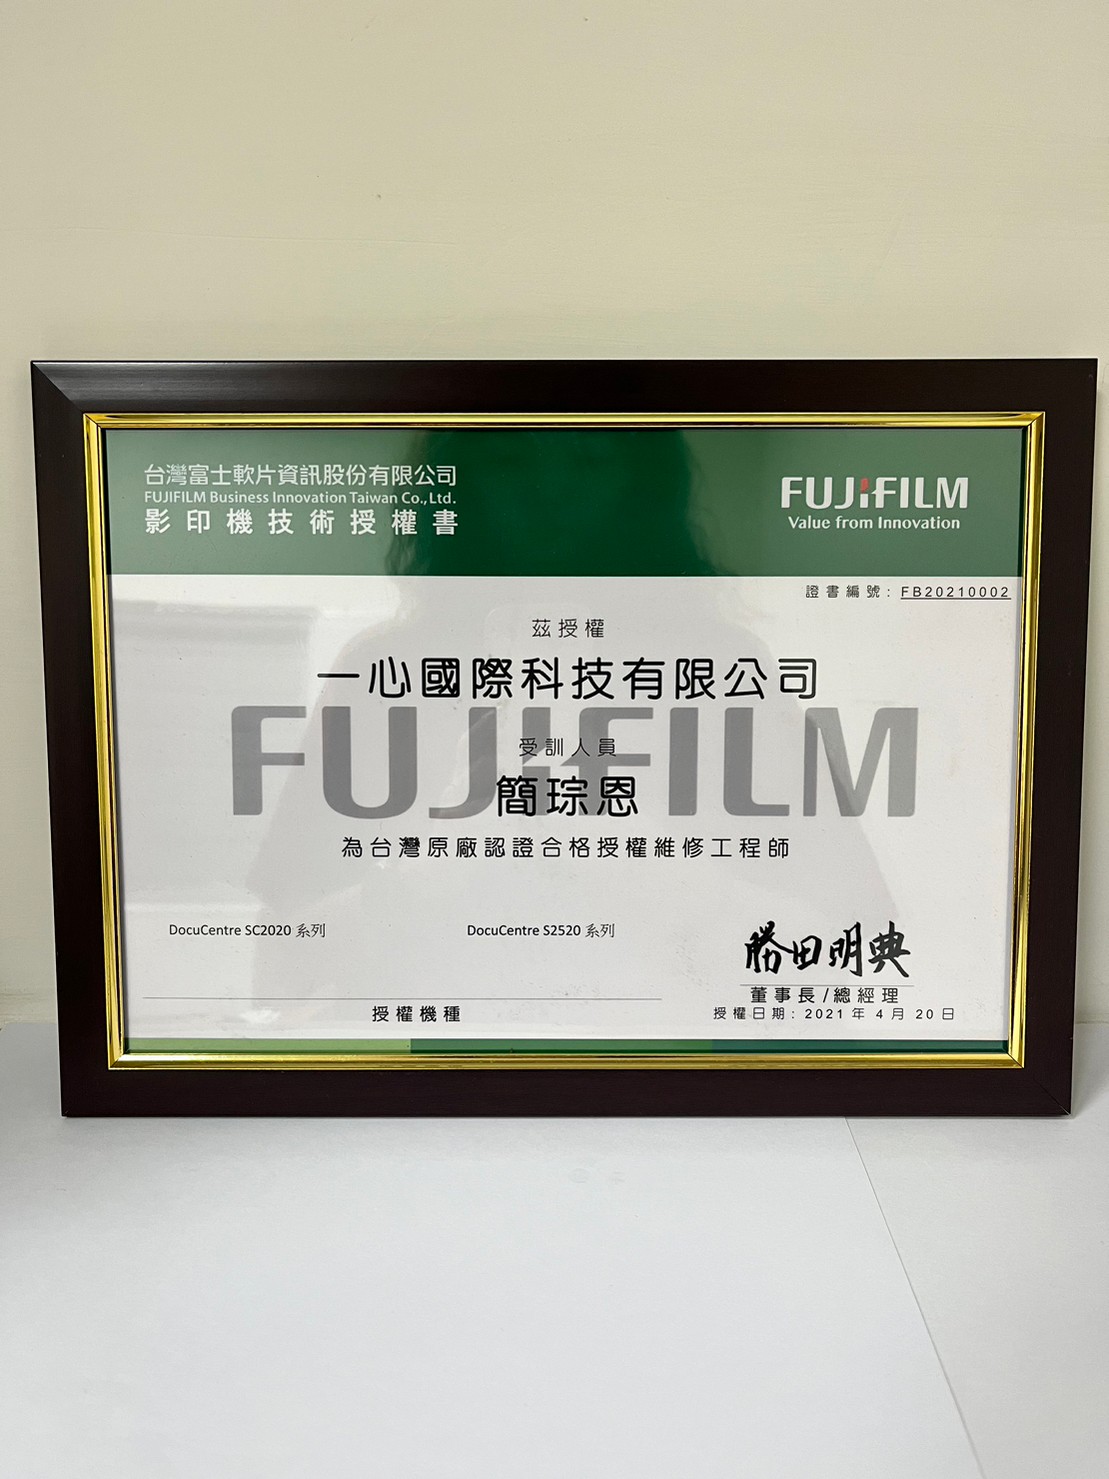 台灣富士軟片資訊股份有限公司
FUJIFILM Business Innovation Taiwan Co., Ltd.
影印機技術授權書
FUJIFILM
Value from Innovation
證書編號: FB20210002
茲授權
一心國際科技有限公司
FUJIFILM
受訓人員
簡琮恩
為台灣原廠認證合格授權維修工程師
DocuCentre SC2020 系列
DocuCentre S2520 系列
授權機種
勝田明典
董事長/總經理
授權日期: 2021 年 4 月 20 日